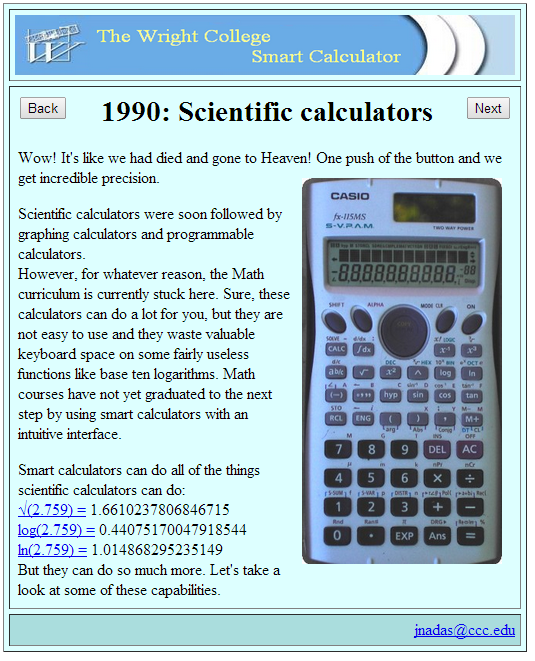 The Wright College
Smart Calculator
Back
1990: Scientific calculators
Next
Wow! It's like we had died and gone to Heaven! One push of the button and we
get incredible precision.
Scientific calculators were soon followed by
graphing calculators and programmable
calculators.
However, for whatever reason, the Math
curriculum is currently stuck here. Sure, these
calculators can do a lot for you, but they are
not easy to use and they waste valuable
keyboard space on some fairly useless
functions like base ten logarithms. Math
courses have not yet graduated to the next
step by using smart calculators with an
intuitive interface.
Smart calculators can do all of the things
scientific calculators can do:
√(2.759) = 1.6610237806846715
log(2.759) = 0.44075170047918544
ln(2.759) = 1.014868295235149
But they can do so much more. Let's take a
look at some of these capabilities.
CASIO
fx-115MS
S-V.P.A.M.
TWO WAY POWER
SHIFT ALPHA MODE CLR ON
CALC ∫dx x³
log ln
hyp sin cos tan
RCL ENG ( ) M+
7 8 9 DEL AC
4 5 6 × ÷
1 2 3 + −
0 • EXP Ans =
jnadas@ccc.edu